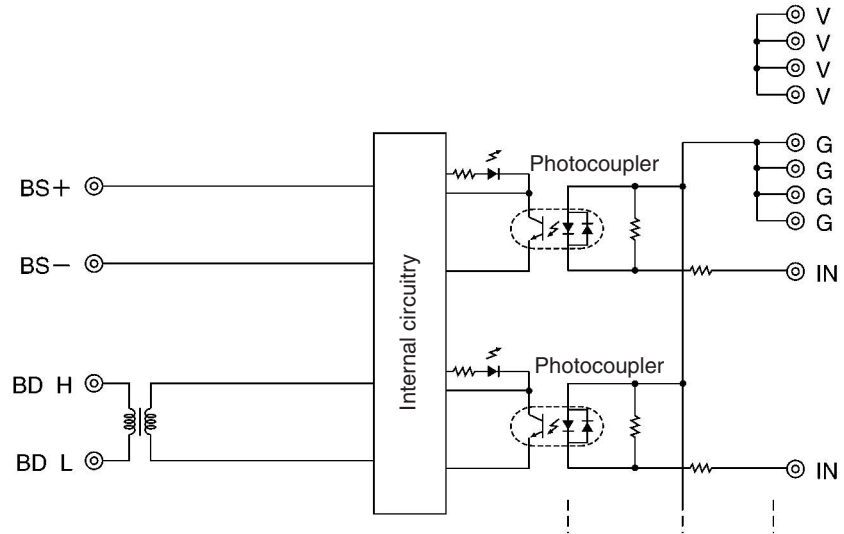 V
V
V
V
G
G
G
G
Photocoupler
BS+
BS−
IN
Internal circuitry
Photocoupler
BD H
BD L
IN